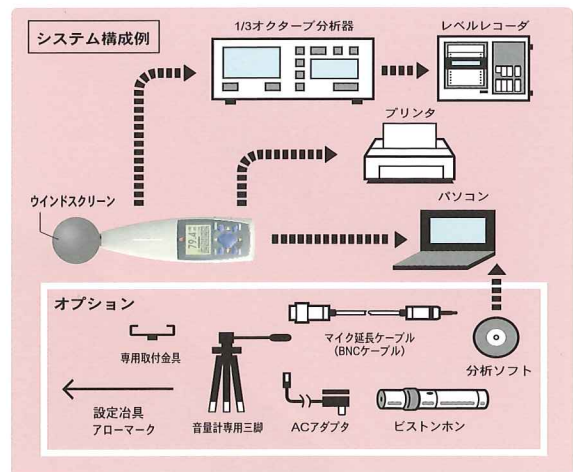 システム構成例
1/3オクターブ分析器
レベルレコーダ
プリンタ
ウインドスクリーン
パソコン
79.4
オプション
専用取付金具
マイク延長ケーブル
(BNCケーブル)
分析ソフト
設定冶具
アローマーク
音量計専用三脚
ACアダプタ
ピストンホン